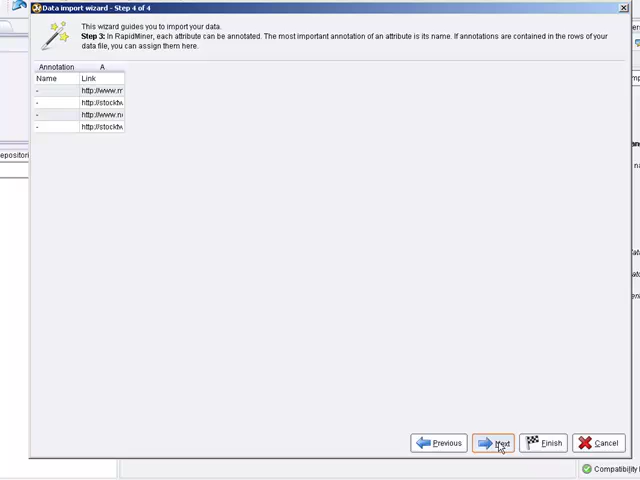 Data import wizard - Step 4 of 4
This wizard guides you to import your data.
Step 3: In RapidMiner, each attribute can be annotated. The most important annotation of an attribute is its name. If annotations are contained in the rows of your
data file, you can assign them here.
Annotation A
Name Link
- http://www.m
- http://stocktw
- http://www.n
- http://stocktw
epositori
Previous Next Finish Cancel
Compatibility